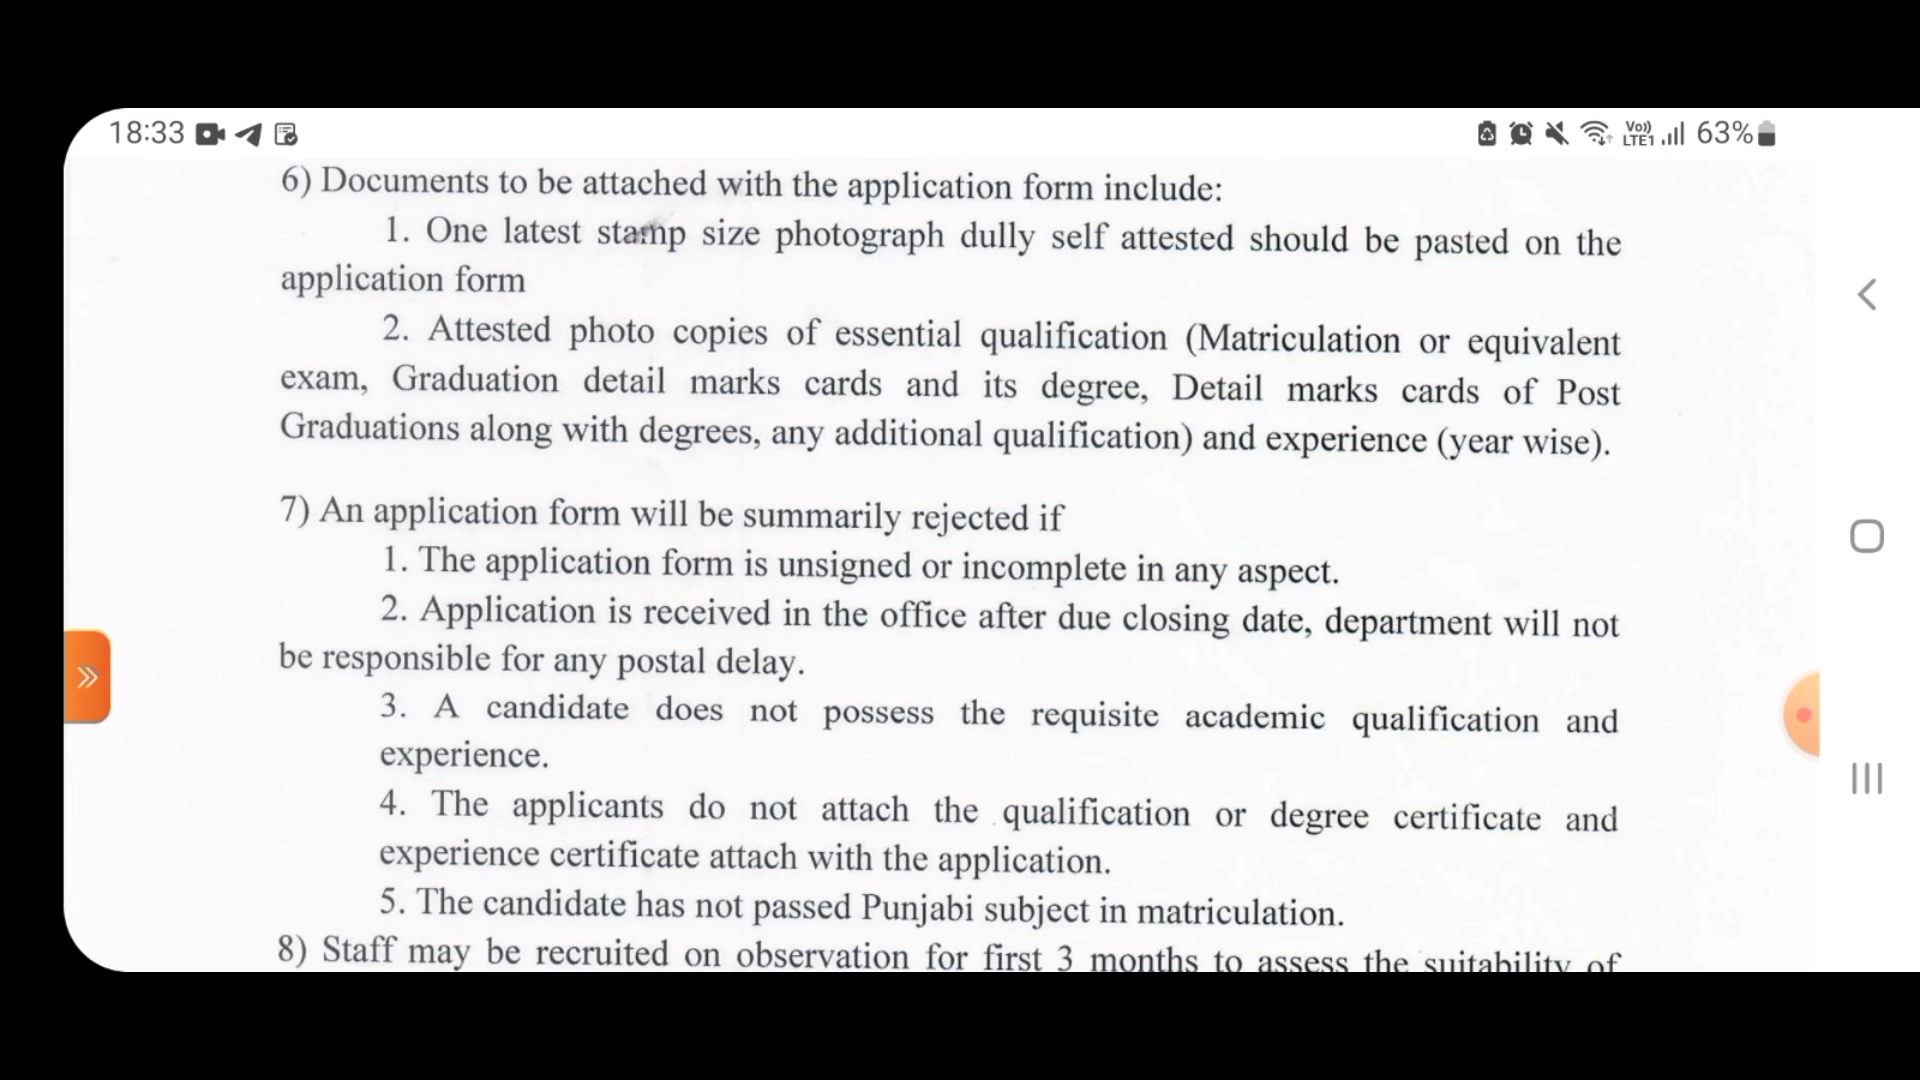 18:33
Vo)) LTE1 63%
6) Documents to be attached with the application form include:
1. One latest stamp size photograph dully self attested should be pasted on the
application form
2. Attested photo copies of essential qualification (Matriculation or equivalent
exam, Graduation detail marks cards and its degree, Detail marks cards of Post
Graduations along with degrees, any additional qualification) and experience (year wise).
7) An application form will be summarily rejected if
1. The application form is unsigned or incomplete in any aspect.
2. Application is received in the office after due closing date, department will not
be responsible for any postal delay.
3. A candidate does not possess the requisite academic qualification and
experience.
4. The applicants do not attach the qualification or degree certificate and
experience certificate attach with the application.
5. The candidate has not passed Punjabi subject in matriculation.
8) Staff may be recruited on observation for first 3 months to assess the suitability of